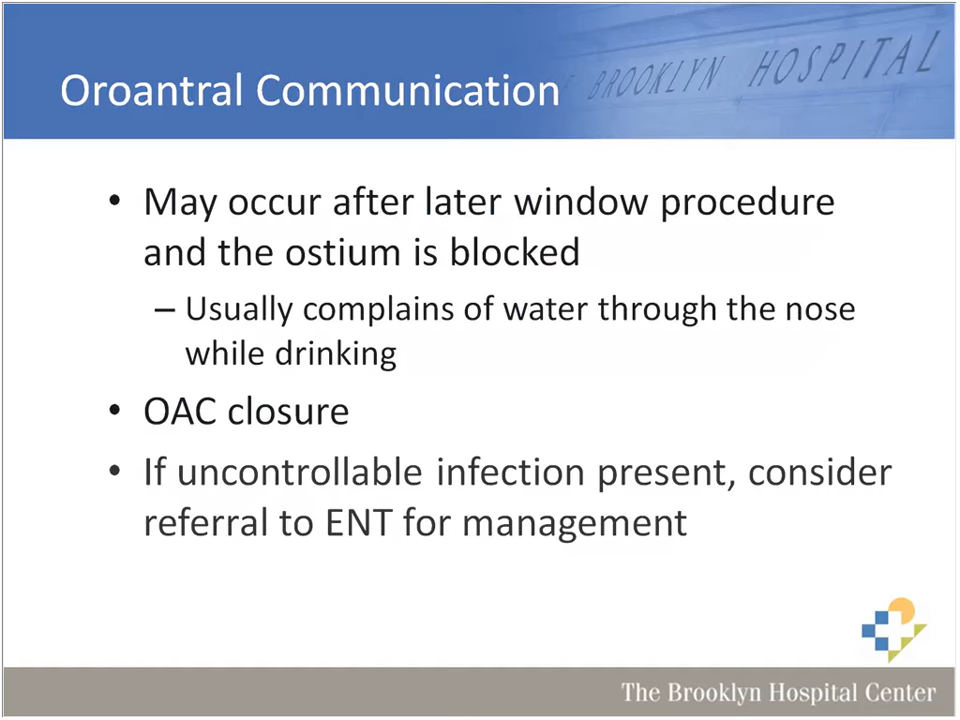 BROOKLYN HOSPITAL
Oroantral Communication
• May occur after later window procedure
and the ostium is blocked
– Usually complains of water through the nose
while drinking
• OAC closure
• If uncontrollable infection present, consider
referral to ENT for management
The Brooklyn Hospital Center